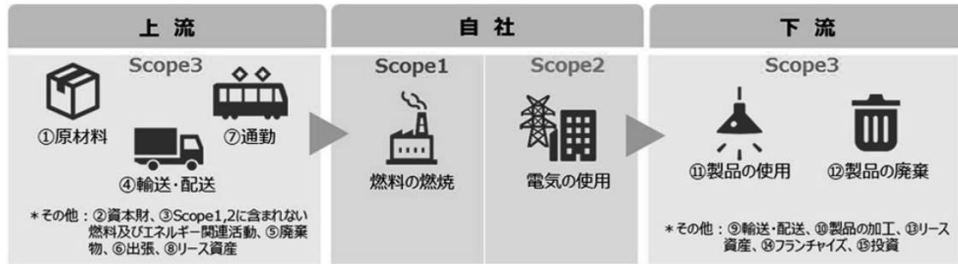 上流
自社
下流
Scope3
Scope1
Scope2
Scope3
①原材料
⑦通勤
④輸送・配送
*その他：②資本財、③Scope1,2に含まれない
燃料及びエネルギー関連活動、⑤廃棄
物、⑥出張、⑧リース資産
燃料の燃焼
電気の使用
⑪製品の使用
⑫製品の廃棄
*その他：⑨輸送・配送、⑩製品の加工、⑬リース
資産、⑭フランチャイズ、⑮投資